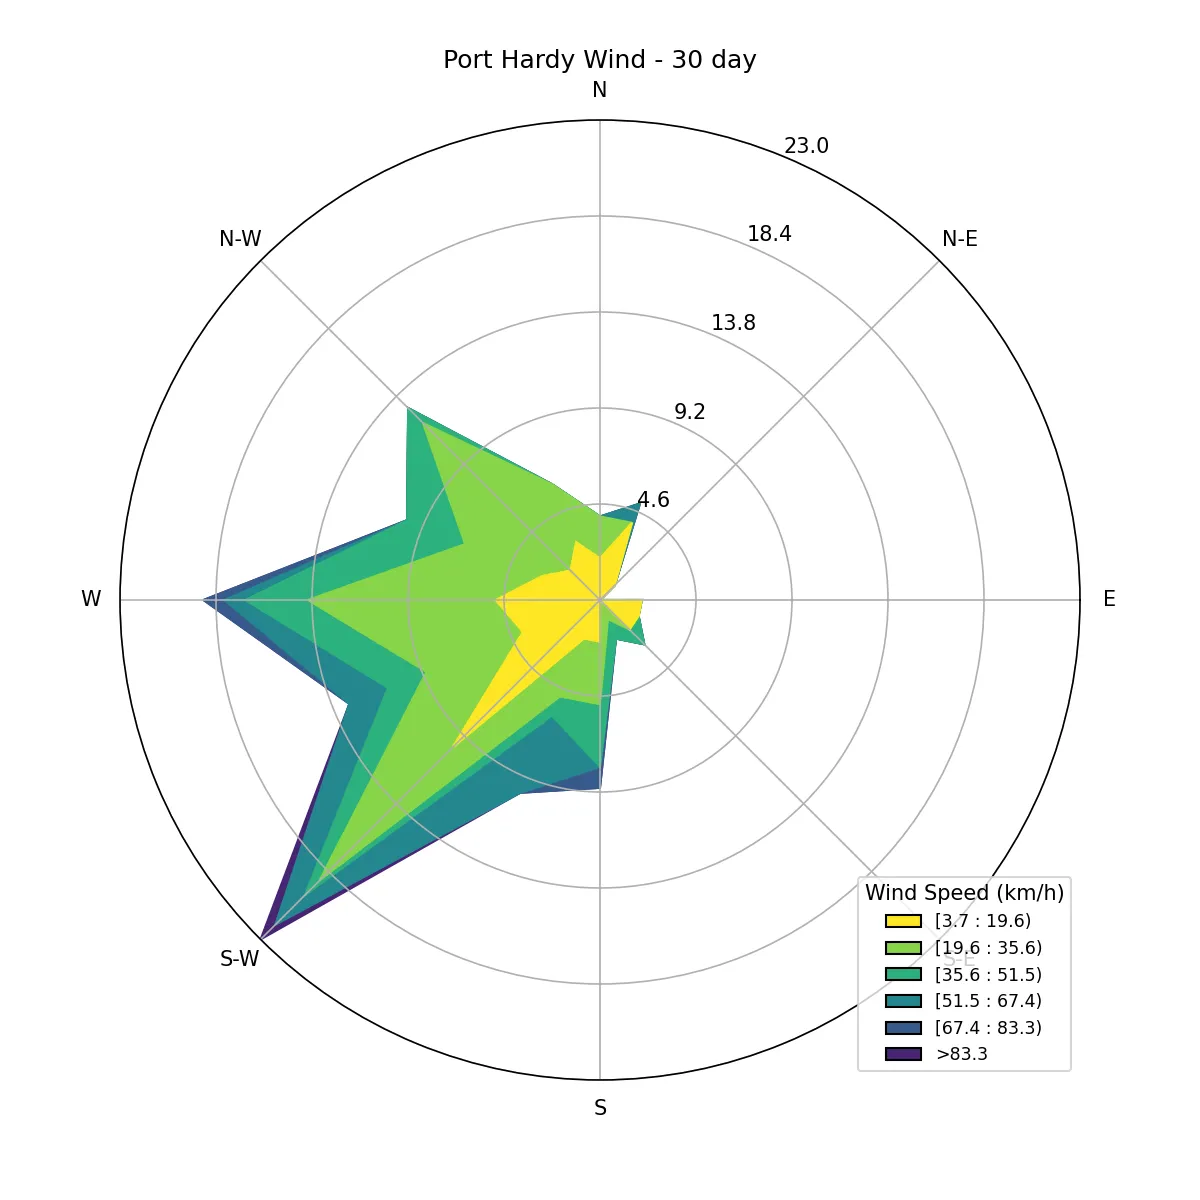 Port Hardy Wind - 30 day
N
23.0
18.4
N-W
N-E
13.8
9.2
4.6
W
E
Wind Speed (km/h)
[3.7 : 19.6)
[19.6 : 35.6)
S-W
S-E
[35.6 : 51.5)
[51.5 : 67.4)
[67.4 : 83.3)
>83.3
S